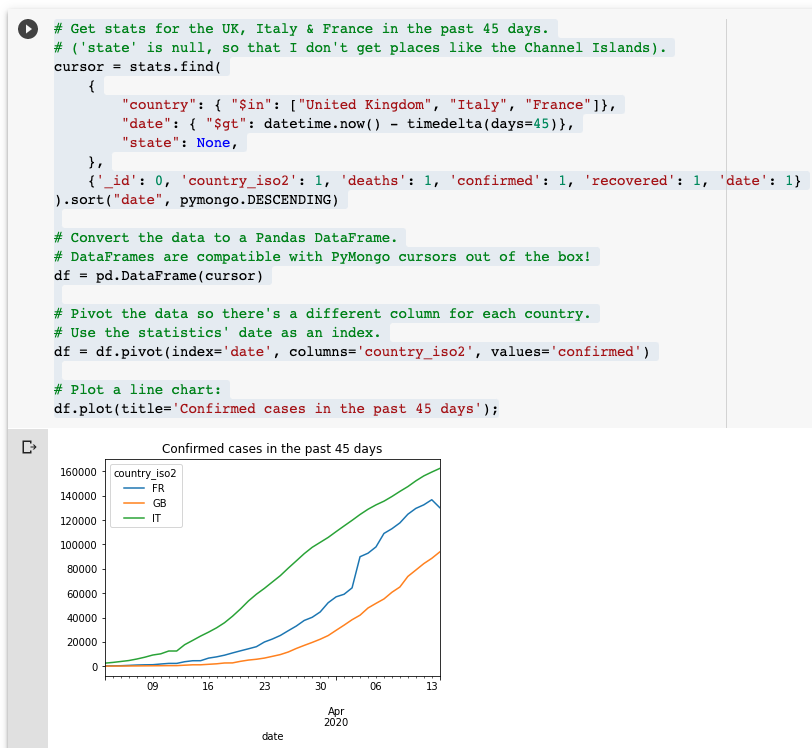 # Get stats for the UK, Italy & France in the past 45 days.
# ('state' is null, so that I don't get places like the Channel Islands).
cursor = stats.find(
    {
        "country": { "$in": ["United Kingdom", "Italy", "France"]},
        "date": { "$gt": datetime.now() - timedelta(days=45)},
        "state": None,
    },
    {'_id': 0, 'country_iso2': 1, 'deaths': 1, 'confirmed': 1, 'recovered': 1, 'date': 1}
).sort("date", pymongo.DESCENDING)
# Convert the data to a Pandas DataFrame.
# DataFrames are compatible with PyMongo cursors out of the box!
df = pd.DataFrame(cursor)
# Pivot the data so there's a different column for each country.
# Use the statistics' date as an index.
df = df.pivot(index='date', columns='country_iso2', values='confirmed')
# Plot a line chart:
df.plot(title='Confirmed cases in the past 45 days');
Confirmed cases in the past 45 days
country_iso2
FR
GB
IT
160000
140000
120000
100000
80000
60000
40000
20000
0
09 16 23 30 06 13
Apr
2020
date